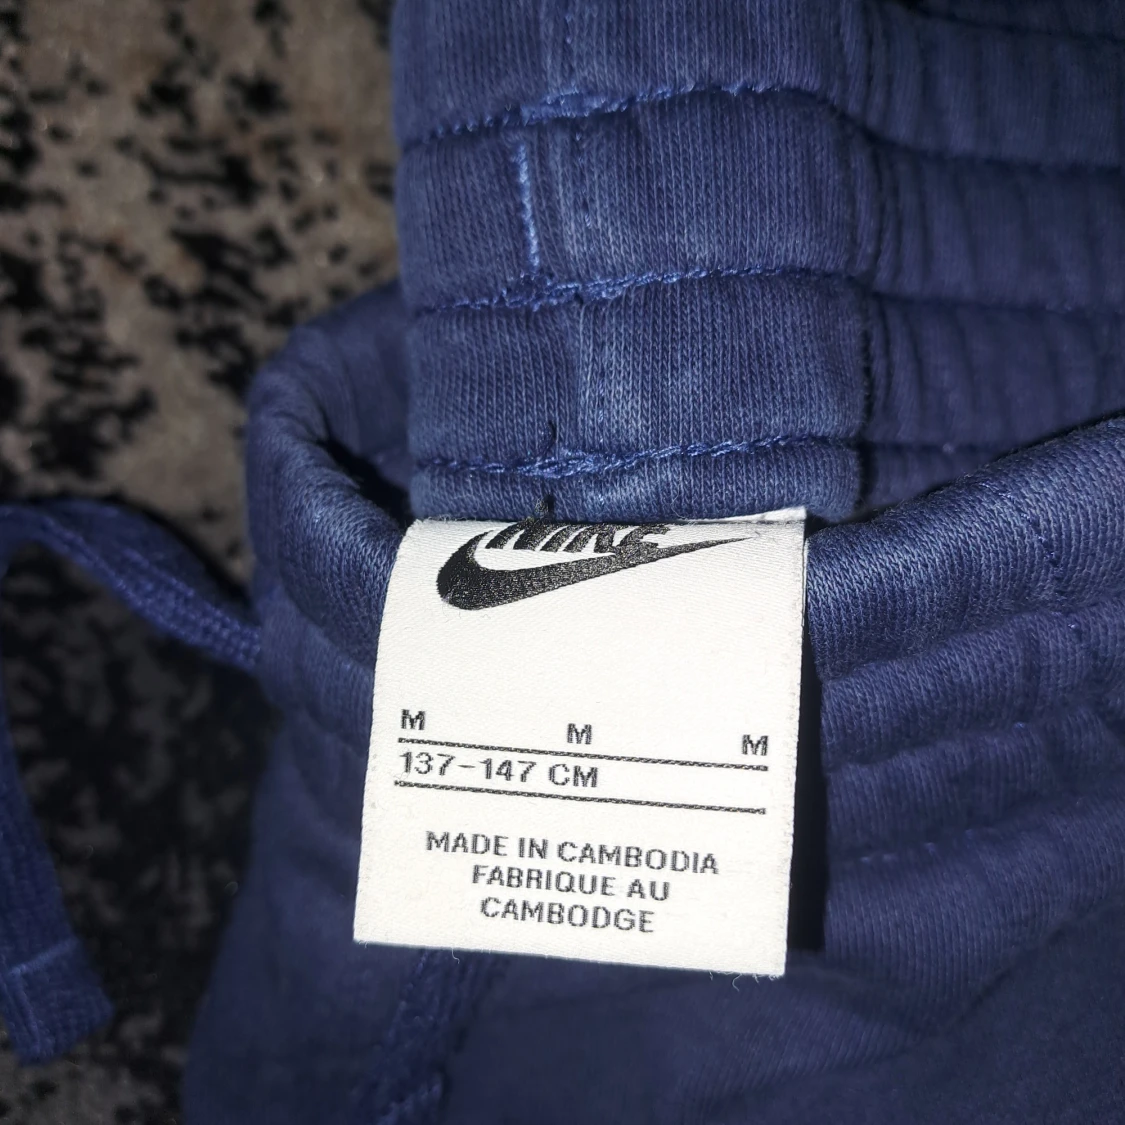 NIKE
M M M
137-147 CM
MADE IN CAMBODIA
FABRIQUE AU
CAMBODGE